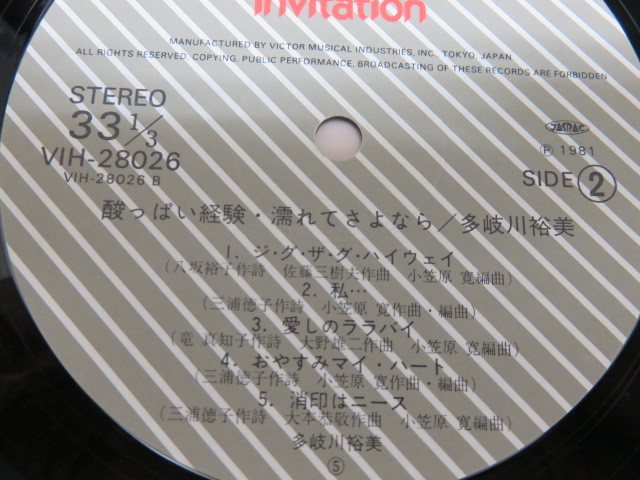 invitation
MANUFACTURED BY VICTOR MUSICAL INDUSTRIES, INC. TOKYO, JAPAN
ALL RIGHTS RESERVED, COPYING, PUBLIC PERFORMANCE, BROADCASTING OF THESE RECORDS ARE FORBIDDEN
STEREO
33 1/3
VIH-28026
VIH-28026 B
JASRAC
Ⓟ 1981
SIDE ②
酸っぱい経験・濡れてさよなら/多岐川裕美
1. ジ・グ・ザ・グ・ハイウェイ
(八坂裕子作詩 佐藤三樹夫作曲 小笠原 寛編曲)
2. 私…
(三浦徳子作詩 小笠原 寛作曲・編曲)
3. 愛しのララバイ
(竜 真知子作詩 大野雄二作曲 小笠原 寛編曲)
4. おやすみマイ・ハート
(三浦徳子作詩 小笠原 寛作曲・編曲)
5. 消印はニース
(三浦徳子作詩 大本恭敬作曲 小笠原 寛編曲)
多岐川裕美
⑤